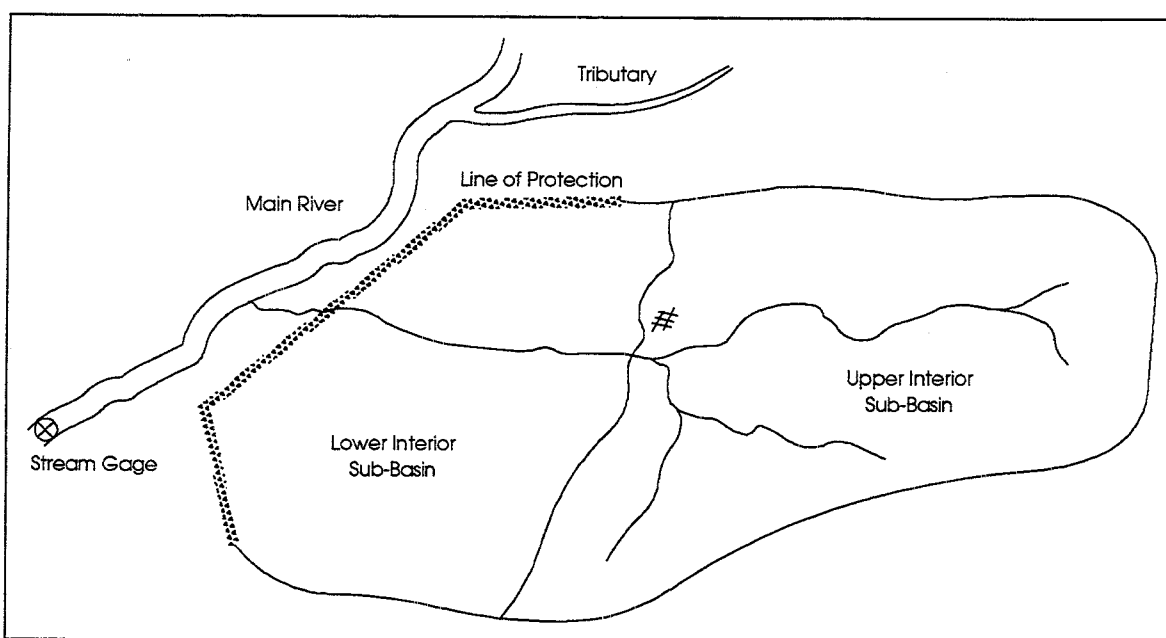 Tributary
Line of Protection
Main River
Upper Interior
Sub-Basin
Lower Interior
Sub-Basin
Stream Gage